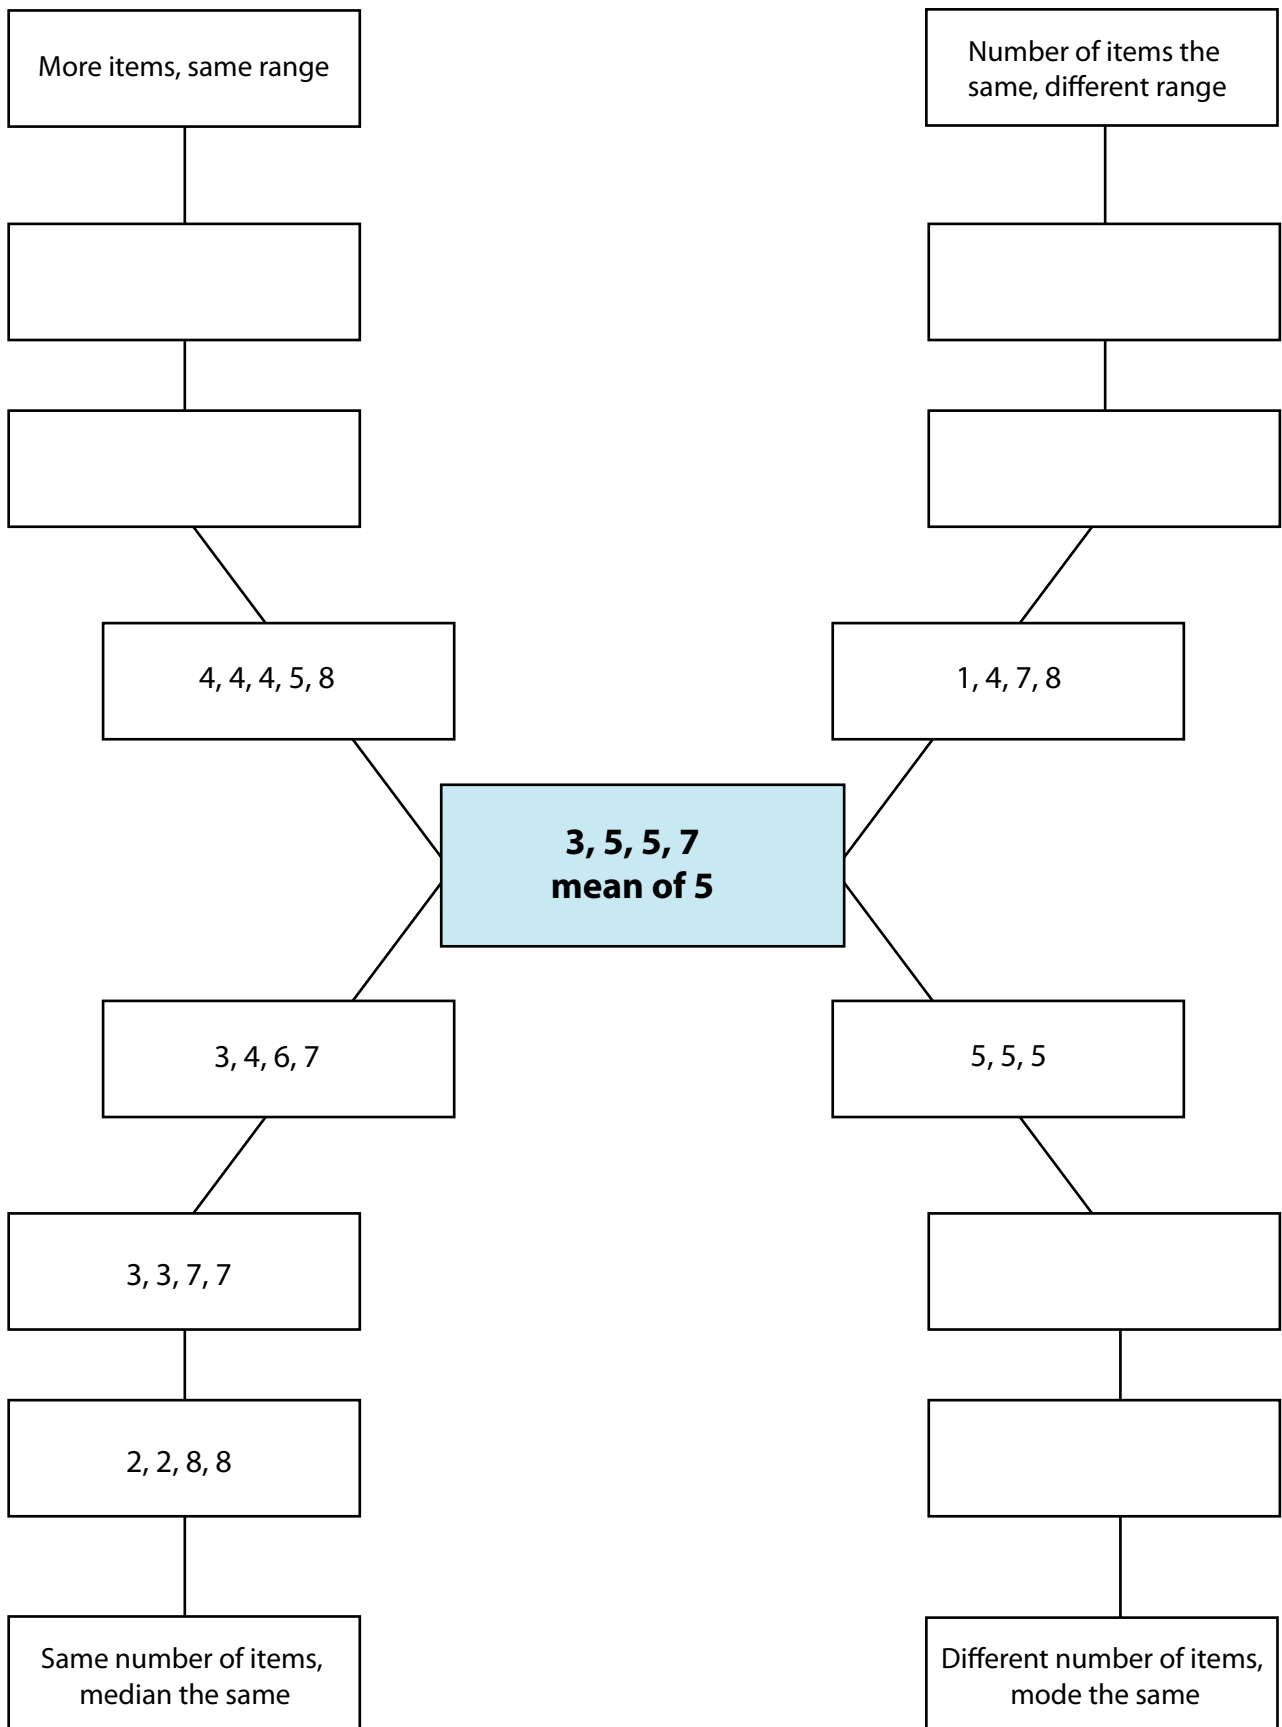 More items, same range
Number of items the
same, different range
4, 4, 4, 5, 8
1, 4, 7, 8
3, 5, 5, 7
mean of 5
3, 4, 6, 7
5, 5, 5
3, 3, 7, 7
2, 2, 8, 8
Same number of items,
median the same
Different number of items,
mode the same